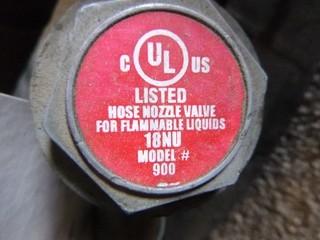 C UL US
LISTED
HOSE NOZZLE VALVE
FOR FLAMMABLE LIQUIDS
18NU
MODEL #
900